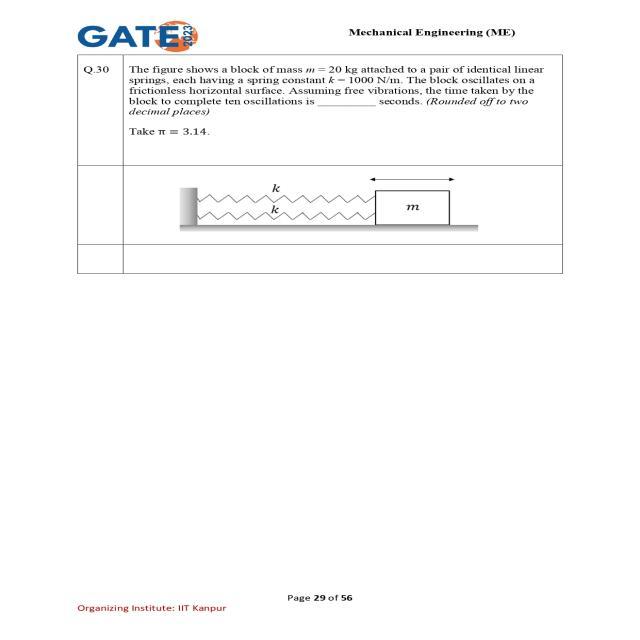 GATE 2023
Mechanical Engineering (ME)
Q.30
The figure shows a block of mass m = 20 kg attached to a pair of identical linear
springs, each having a spring constant k = 1000 N/m. The block oscillates on a
frictionless horizontal surface. Assuming free vibrations, the time taken by the
block to complete ten oscillations is __________ seconds. (Rounded off to two
decimal places)
Take π = 3.14.
k
k
m
Page 29 of 56
Organizing Institute: IIT Kanpur